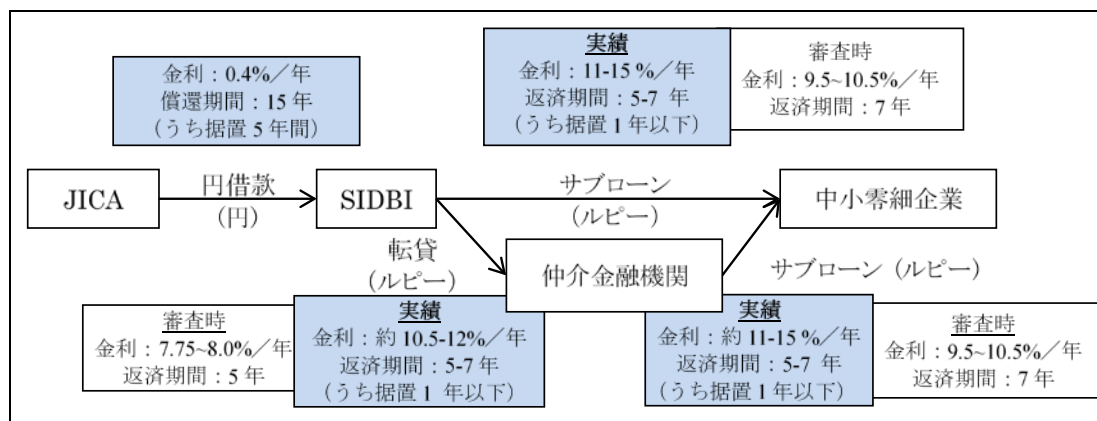 金利：0.4%／年
償還期間：15 年
（うち据置 5 年間）
実績
金利：11-15 %／年
返済期間：5-7 年
（うち据置 1 年以下）
審査時
金利：9.5~10.5%／年
返済期間：7 年
JICA
円借款
(円)
SIDBI
サブローン
(ルピー)
中小零細企業
転貸
(ルピー)
仲介金融機関
サブローン (ルピー)
審査時
金利：7.75~8.0%／年
返済期間：5 年
実績
金利：約 10.5-12%／年
返済期間：5-7 年
（うち据置 1 年以下）
実績
金利：約 11-15 %／年
返済期間：5-7 年
（うち据置 1 年以下）
審査時
金利：9.5~10.5%／年
返済期間：7 年